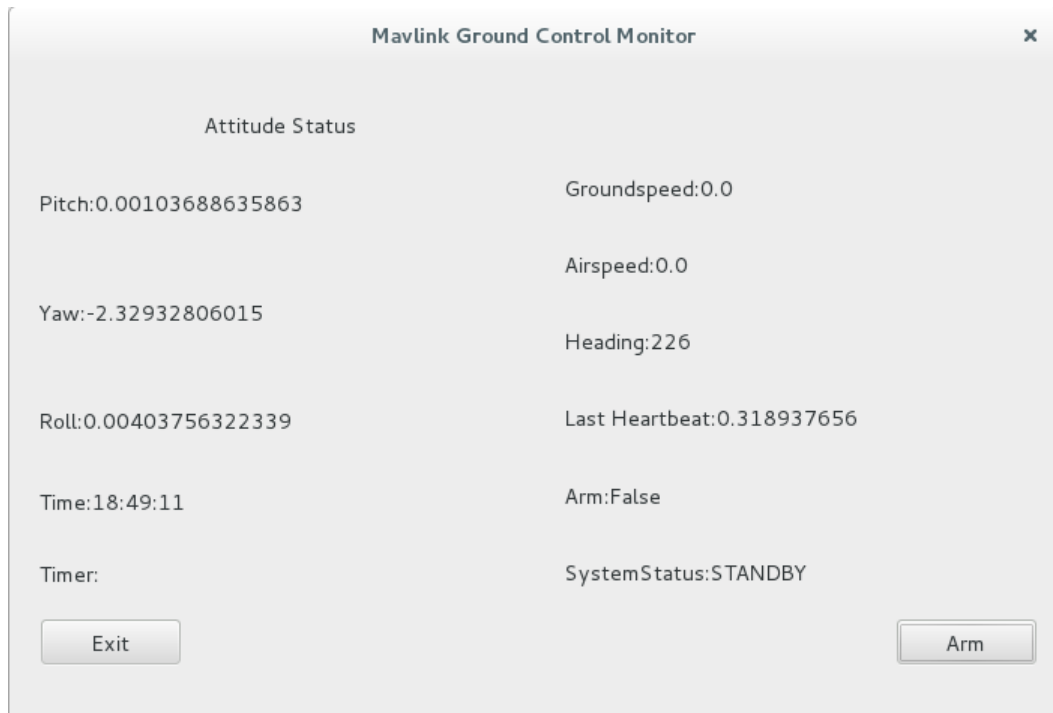 Mavlink Ground Control Monitor
Attitude Status
Pitch:0.00103688635863
Groundspeed:0.0
Airspeed:0.0
Yaw:-2.32932806015
Heading:226
Roll:0.00403756322339
Last Heartbeat:0.318937656
Time:18:49:11
Arm:False
Timer:
SystemStatus:STANDBY
Exit
Arm